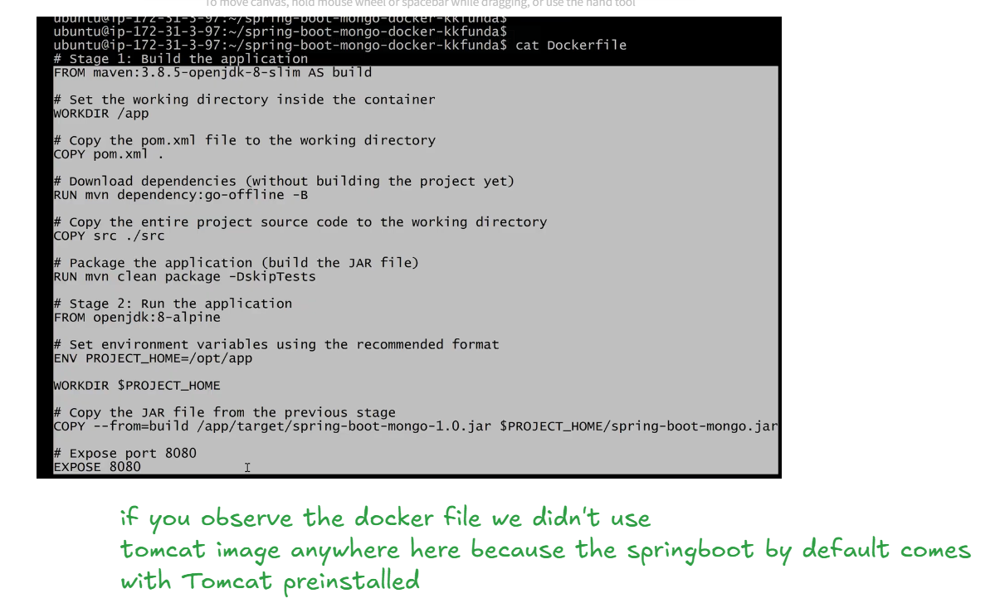 To move canvas, hold mouse wheel or spacebar while dragging, or use the hand tool
ubuntu@ip-172-31-3-97:~/spring-boot-mongo-docker-kkfunda$
ubuntu@ip-172-31-3-97:~/spring-boot-mongo-docker-kkfunda$
ubuntu@ip-172-31-3-97:~/spring-boot-mongo-docker-kkfunda$ cat Dockerfile
# Stage 1: Build the application
FROM maven:3.8.5-openjdk-8-slim AS build
# Set the working directory inside the container
WORKDIR /app
# Copy the pom.xml file to the working directory
COPY pom.xml .
# Download dependencies (without building the project yet)
RUN mvn dependency:go-offline -B
# Copy the entire project source code to the working directory
COPY src ./src
# Package the application (build the JAR file)
RUN mvn clean package -DskipTests
# Stage 2: Run the application
FROM openjdk:8-alpine
# Set environment variables using the recommended format
ENV PROJECT_HOME=/opt/app
WORKDIR $PROJECT_HOME
# Copy the JAR file from the previous stage
COPY --from=build /app/target/spring-boot-mongo-1.0.jar $PROJECT_HOME/spring-boot-mongo.jar
# Expose port 8080
EXPOSE 8080
if you observe the docker file we didn't use
tomcat image anywhere here because the springboot by default comes
with Tomcat preinstalled